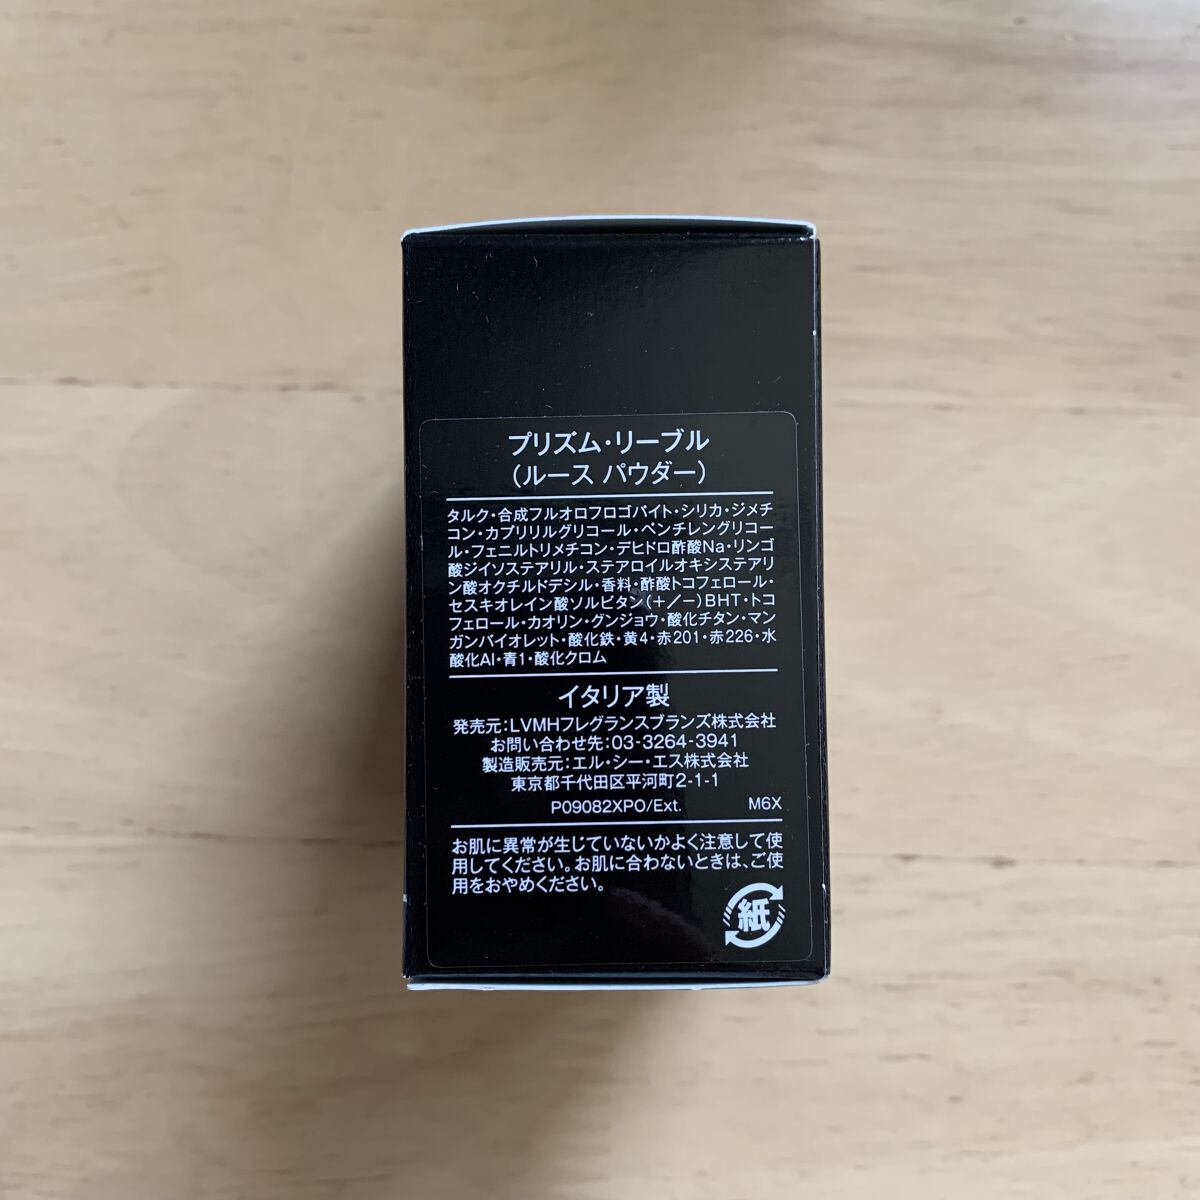 プリズム・リーブル
（ルース パウダー）
タルク・合成フルオロフロゴパイト・シリカ・ジメチ
コン・カプリリルグリコール・ペンチレングリコー
ル・フェニルトリメチコン・デヒドロ酢酸Na・リンゴ
酸ジイソステアリル・ステアロイルオキシステアリ
ン酸オクチルドデシル・香料・酢酸トコフェロール・
セスキオレイン酸ソルビタン（＋／－）BHT・トコ
フェロール・カオリン・グンジョウ・酸化チタン・マン
ガンバイオレット・酸化鉄・黄4・赤201・赤226・水
酸化Al・青1・酸化クロム
イタリア製
発売元：LVMHフレグランスブランズ株式会社
お問い合わせ先：03-3264-3941
製造販売元：エル・シー・エス株式会社
東京都千代田区平河町2-1-1
P09082XPO/Ext. M6X
お肌に異常が生じていないかよく注意して使
用してください。お肌に合わないときは、ご使
用をおやめください。
紙